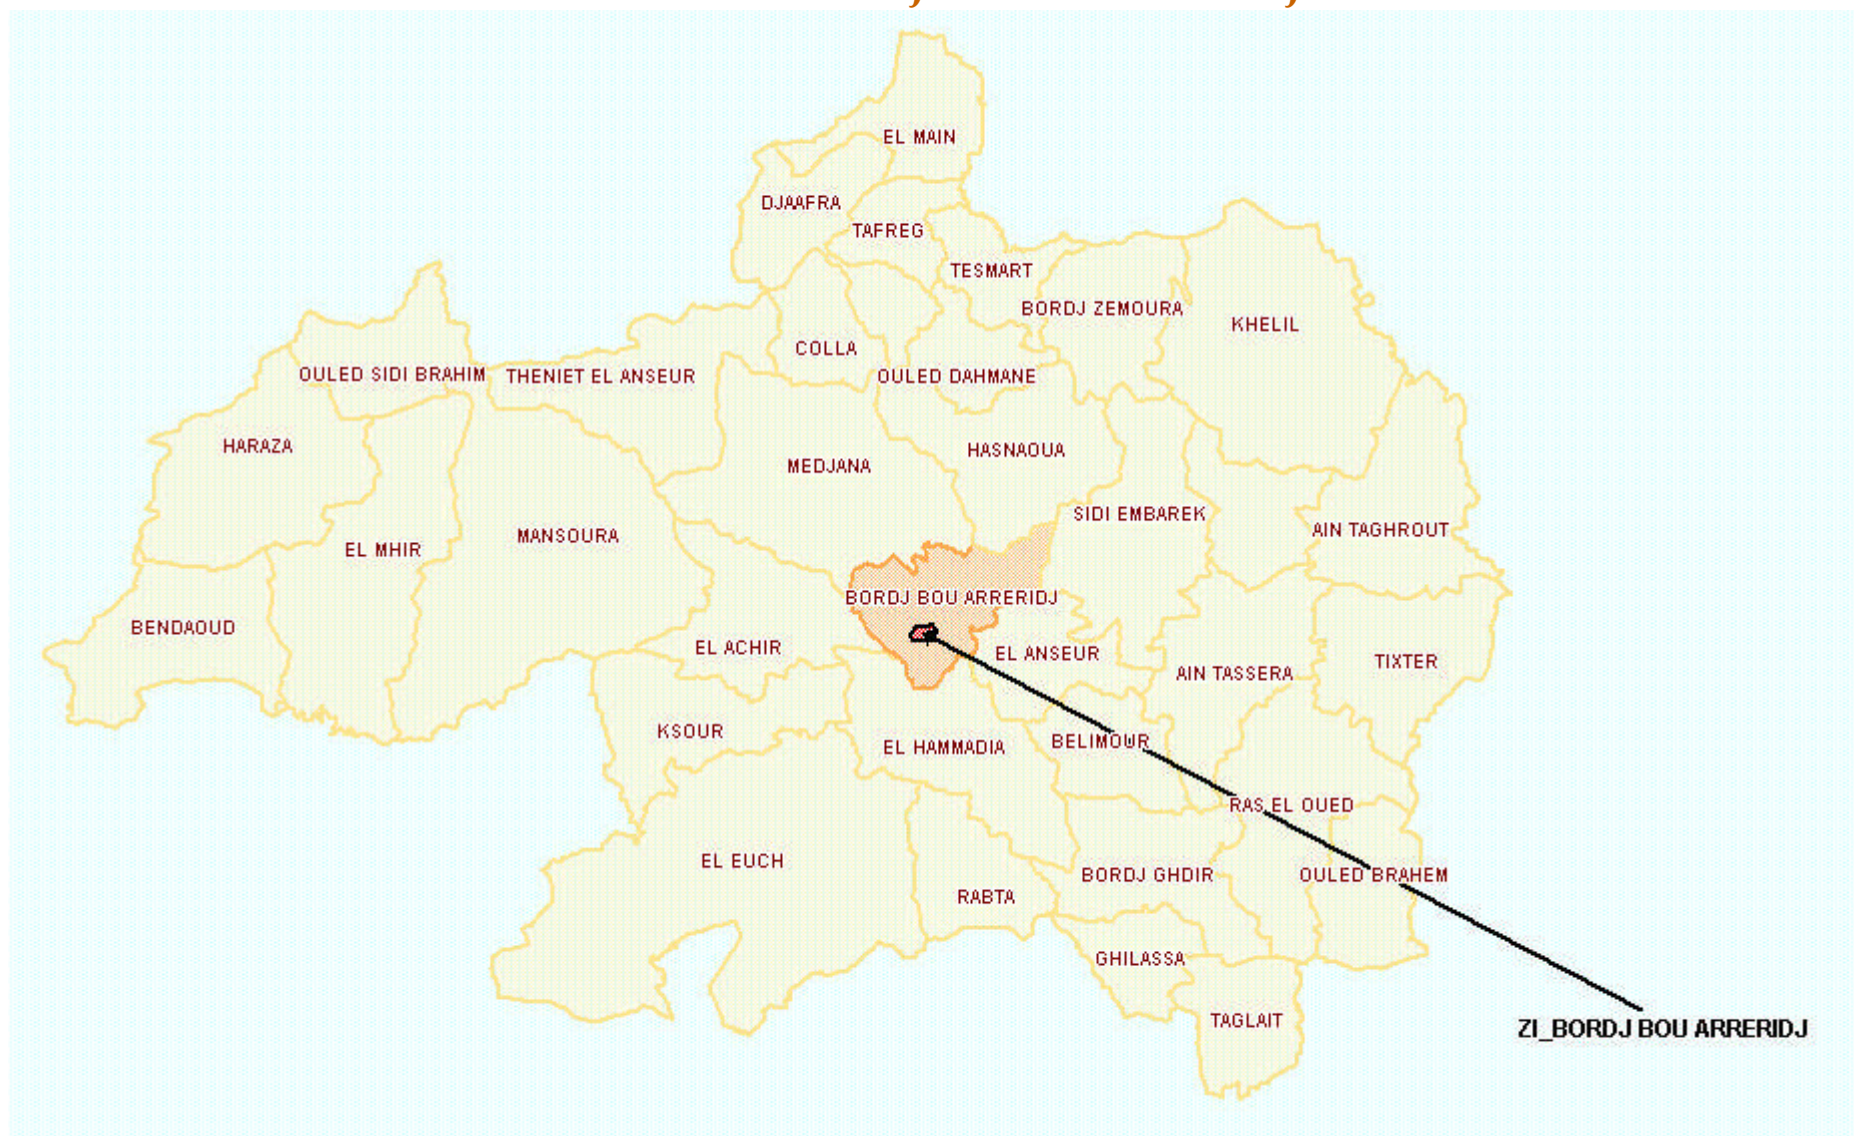 EL MAIN
DJAAFRA
TAFREG
TESMART
BORDJ ZEMOURA
KHELIL
COLLA
OULED SIDI BRAHIM
THENIET EL ANSEUR
OULED DAHMANE
HARAZA
HASNAOUA
MEDJANA
SIDI EMBAREK
AIN TAGHROUT
MANSOURA
EL MHIR
BORDJ BOU ARRERIDJ
BENDAOUD
EL ACHIR
EL ANSEUR
TIXTER
AIN TASSERA
KSOUR
BELIMOUR
EL HAMMADIA
RAS EL OUED
EL EUCH
BORDJ GHDIR
OULED BRAHEM
RABTA
GHILASSA
TAGLAIT
ZI_BORDJ BOU ARRERIDJ